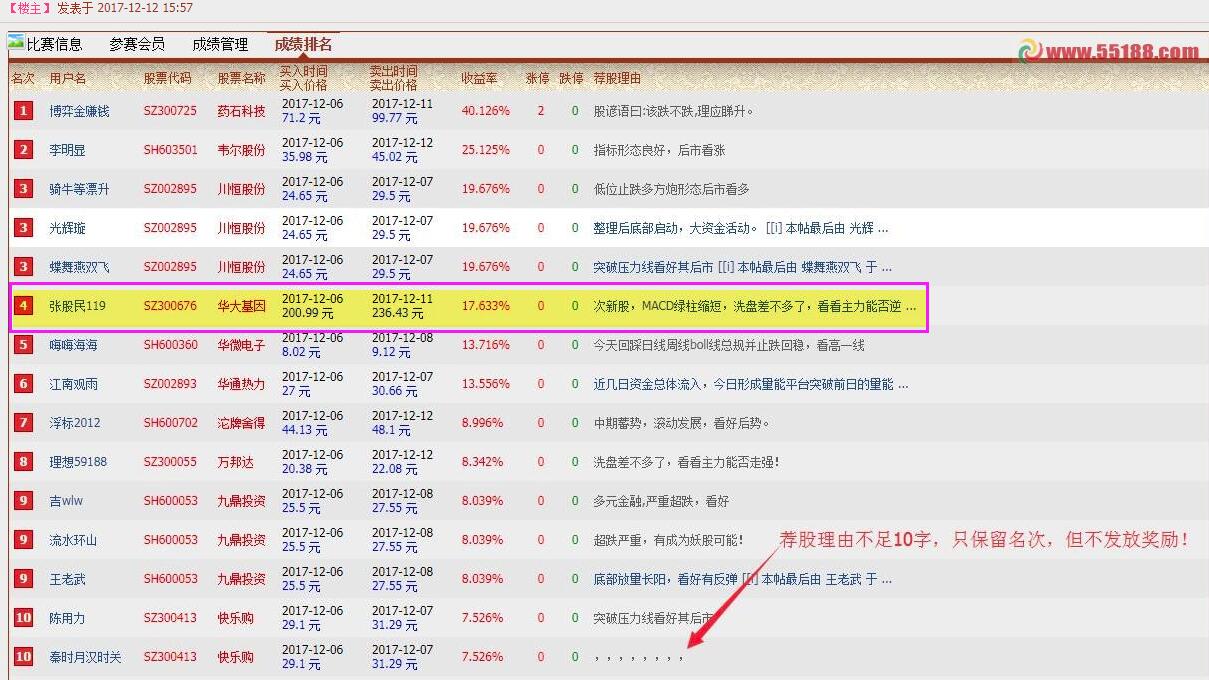 【楼主】 发表于 2017-12-12 15:57
比赛信息 参赛会员 成绩管理 成绩排名
www.55188.com
名次 用户名 股票代码 股票名称 买入时间 买入价格 卖出时间 卖出价格 收益率 涨停 跌停 荐股理由
1 博弈金赚钱 SZ300725 药石科技 2017-12-06 71.2 元 2017-12-11 99.77 元 40.126% 2 0 股谚语曰:该跌不跌,理应睇升。
2 李明显 SH603501 韦尔股份 2017-12-06 35.98 元 2017-12-12 45.02 元 25.125% 0 0 指标形态良好，后市看涨
3 骑牛等漂升 SZ002895 川恒股份 2017-12-06 24.65 元 2017-12-07 29.5 元 19.676% 0 0 低位止跌多方炮形态后市看多
3 光辉璇 SZ002895 川恒股份 2017-12-06 24.65 元 2017-12-07 29.5 元 19.676% 0 0 整理后底部启动，大资金活动。 [[i] 本帖最后由 光辉 ...
3 蝶舞燕双飞 SZ002895 川恒股份 2017-12-06 24.65 元 2017-12-07 29.5 元 19.676% 0 0 突破压力线看好其后市 [[i] 本帖最后由 蝶舞燕双飞 于 ...
4 张股民119 SZ300676 华大基因 2017-12-06 200.99 元 2017-12-11 236.43 元 17.633% 0 0 次新股，MACD绿柱缩短，洗盘差不多了，看看主力能否逆 ...
5 嗨嗨海海 SH600360 华微电子 2017-12-06 8.02 元 2017-12-08 9.12 元 13.716% 0 0 今天回踩日线周线boll线总规并止跌回稳，看高一线
6 江南观雨 SZ002893 华通热力 2017-12-06 27 元 2017-12-07 30.66 元 13.556% 0 0 近几日资金总体流入，今日形成量能平台突破前日的量能 ...
7 浮标2012 SH600702 沱牌舍得 2017-12-06 44.13 元 2017-12-12 48.1 元 8.996% 0 0 中期蓄势，滚动发展，看好后势。
8 理想59188 SZ300055 万邦达 2017-12-06 20.38 元 2017-12-12 22.08 元 8.342% 0 0 洗盘差不多了，看看主力能否走强！
9 吉wlw SH600053 九鼎投资 2017-12-06 25.5 元 2017-12-08 27.55 元 8.039% 0 0 多元金融,严重超跌，看好
9 流水环山 SH600053 九鼎投资 2017-12-06 25.5 元 2017-12-08 27.55 元 8.039% 0 0 超跌严重，有成为妖股可能！
荐股理由不足10字，只保留名次，但不发放奖励！
9 王老武 SH600053 九鼎投资 2017-12-06 25.5 元 2017-12-08 27.55 元 8.039% 0 0 底部放量长阳，看好有反弹 [[i] 本帖最后由 王老武 于 ...
10 陈用力 SZ300413 快乐购 2017-12-06 29.1 元 2017-12-07 31.29 元 7.526% 0 0 突破压力线看好其后市
10 秦时月汉时关 SZ300413 快乐购 2017-12-06 29.1 元 2017-12-07 31.29 元 7.526% 0 0 ，，，，，，，，